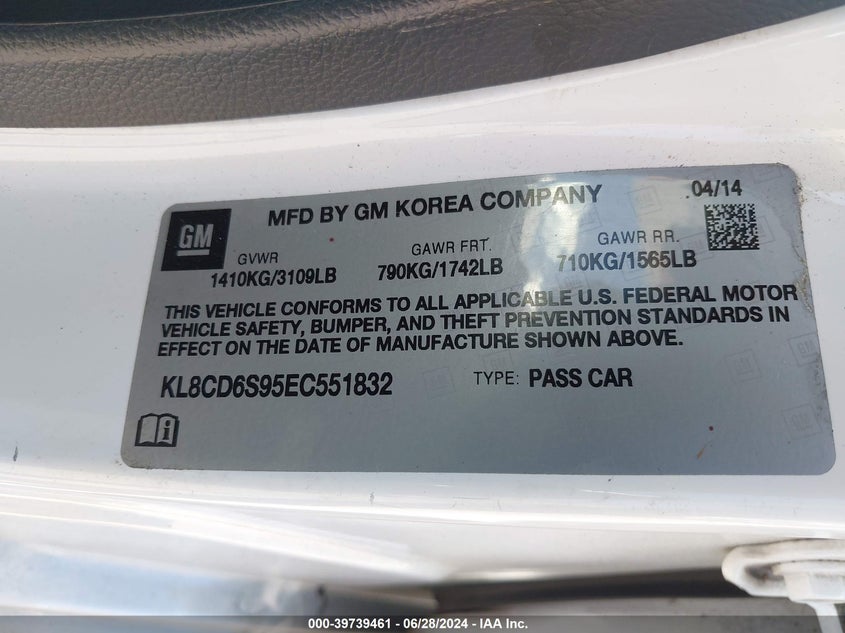 MFD BY GM KOREA COMPANY 04/14
GM
GVWR GAWR FRT. GAWR RR.
1410KG/3109LB 790KG/1742LB 710KG/1565LB
THIS VEHICLE CONFORMS TO ALL APPLICABLE U.S. FEDERAL MOTOR
VEHICLE SAFETY, BUMPER, AND THEFT PREVENTION STANDARDS IN
EFFECT ON THE DATE OF MANUFACTURE SHOWN ABOVE.
KL8CD6S95EC551832 TYPE: PASS CAR
000-39739461 / 06/28/2024 - IAA Inc.